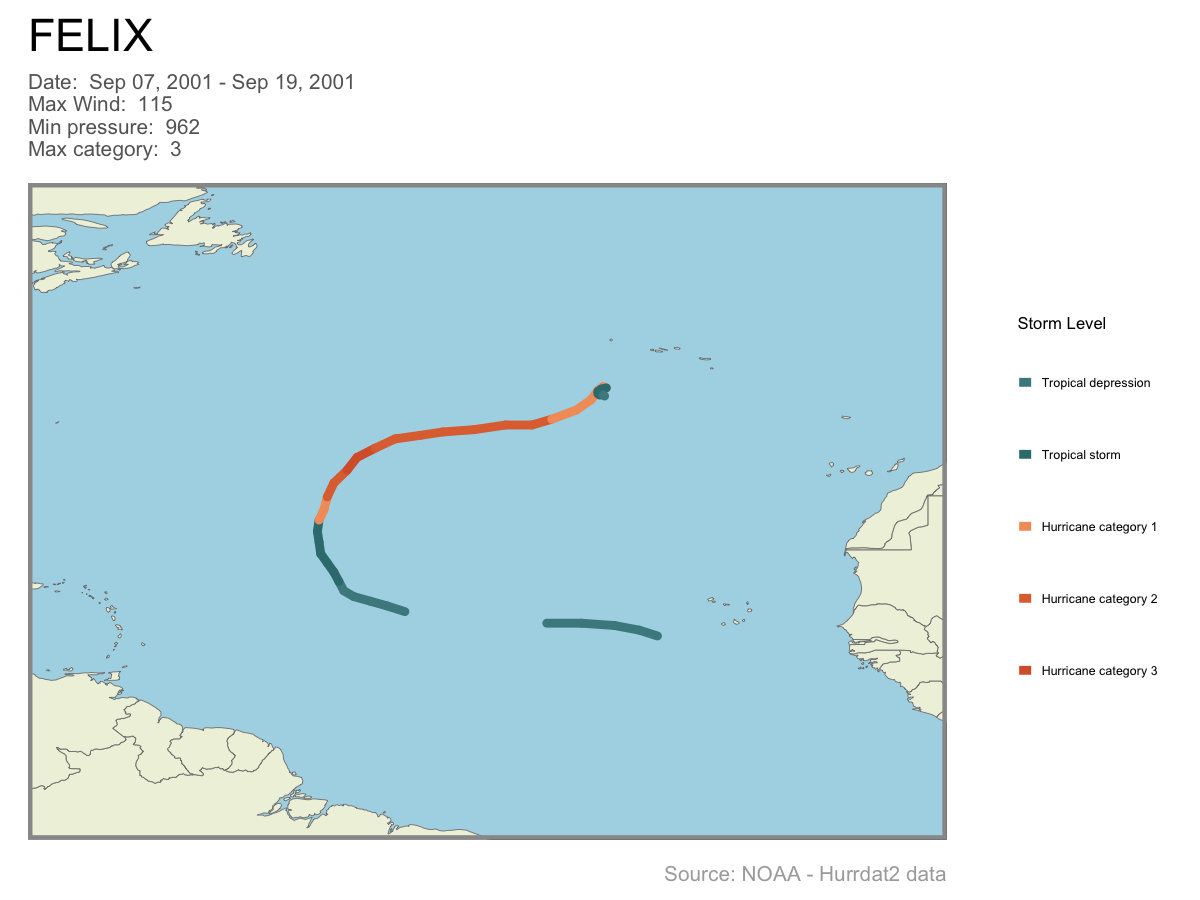 FELIX
Date:  Sep 07, 2001 - Sep 19, 2001
Max Wind:  115
Min pressure:  962
Max category:  3
Storm Level
Tropical depression
Tropical storm
Hurricane category 1
Hurricane category 2
Hurricane category 3
Source: NOAA - Hurrdat2 data